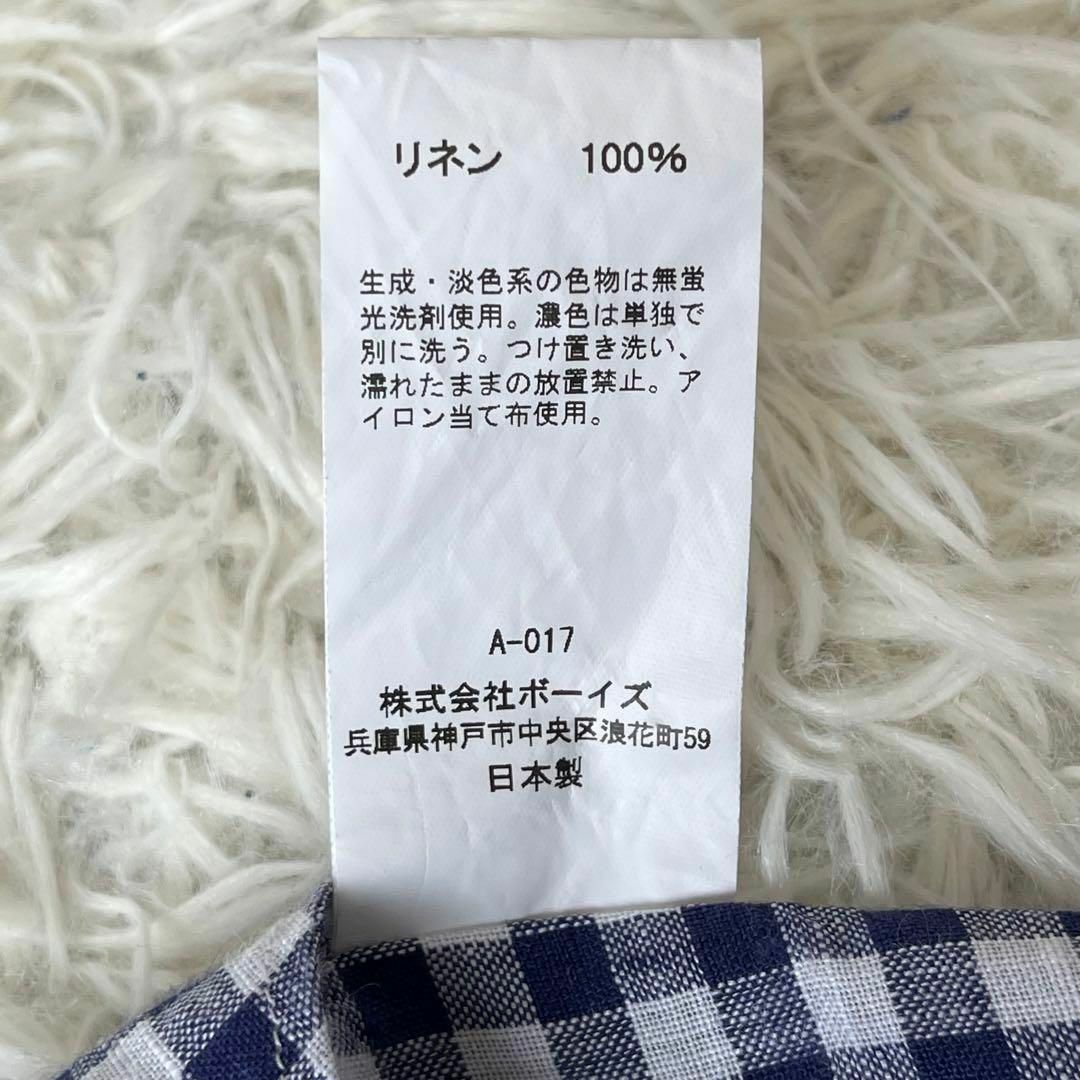 リネン 100%
生成・淡色系の色物は無蛍
光洗剤使用。濃色は単独で
別に洗う。つけ置き洗い、
濡れたままの放置禁止。ア
イロン当て布使用。
A-017
株式会社ボーイズ
兵庫県神戸市中央区浪花町59
日本製